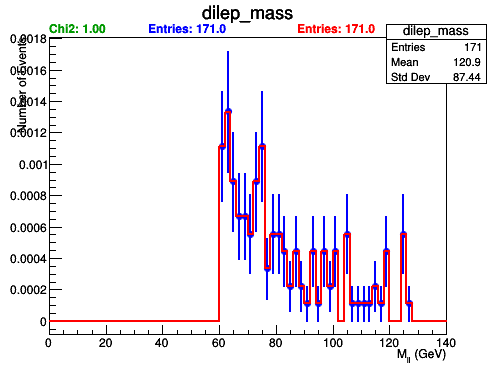 dilep_mass
Chi2: 1.00 Entries: 171.0 Entries: 171.0
dilep_mass
Entries 171
Mean 120.9
Std Dev 87.44
Number of Events
0.0018
0.0016
0.0014
0.0012
0.001
0.0008
0.0006
0.0004
0.0002
0
0 20 40 60 80 100 120 140
M_ll (GeV)